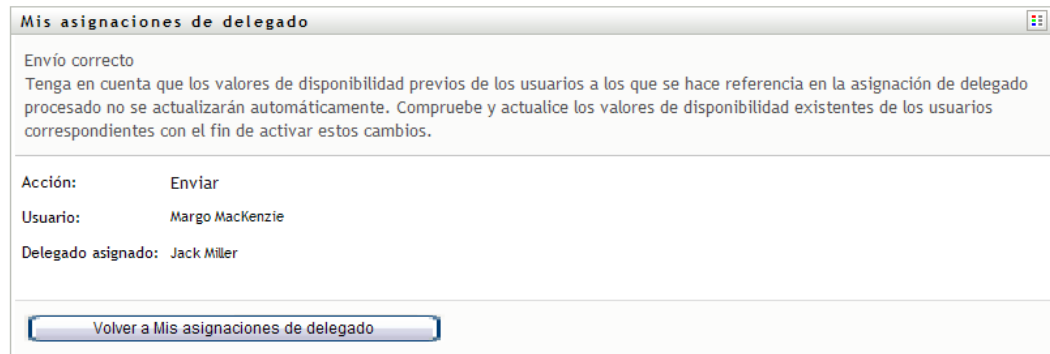 Mis asignaciones de delegado
Envío correcto
Tenga en cuenta que los valores de disponibilidad previos de los usuarios a los que se hace referencia en la asignación de delegado
procesado no se actualizarán automáticamente. Compruebe y actualice los valores de disponibilidad existentes de los usuarios
correspondientes con el fin de activar estos cambios.
Acción: Enviar
Usuario: Margo MacKenzie
Delegado asignado: Jack Miller
Volver a Mis asignaciones de delegado